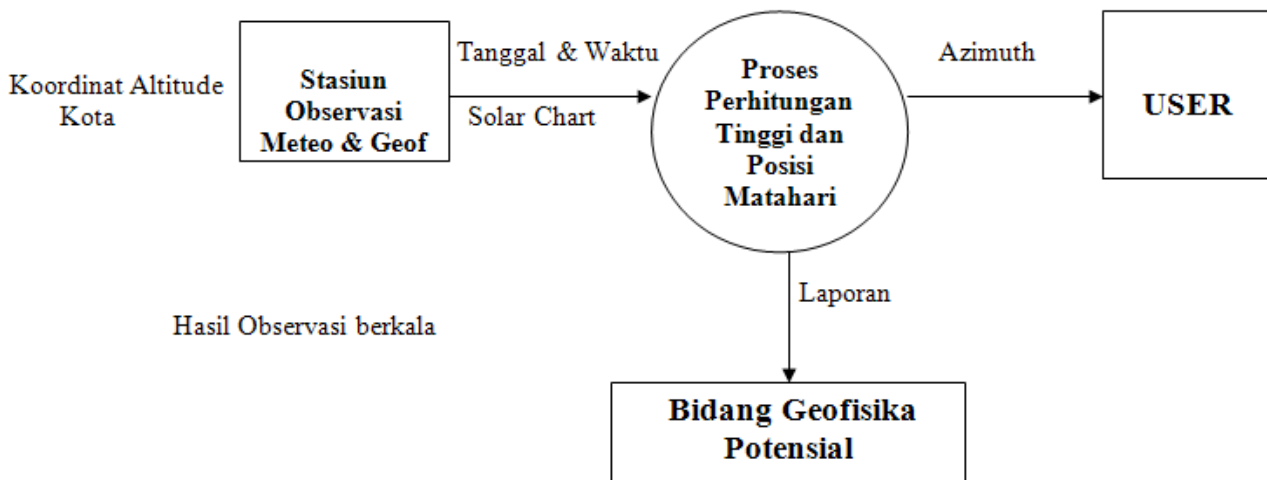 Koordinat Altitude
Kota
Stasiun
Observasi
Meteo & Geof
Tanggal & Waktu
Solar Chart
Proses
Perhitungan
Tinggi dan
Posisi
Matahari
Azimuth
USER
Laporan
Hasil Observasi berkala
Bidang Geofisika
Potensial